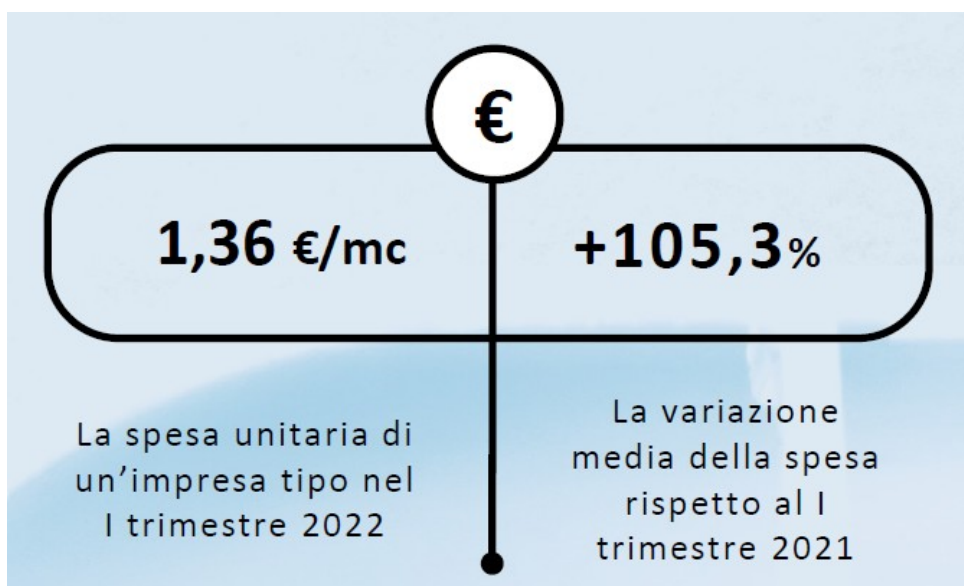 €
1,36 €/mc
+105,3%
La spesa unitaria di
un’impresa tipo nel
I trimestre 2022
La variazione
media della spesa
rispetto al I
trimestre 2021